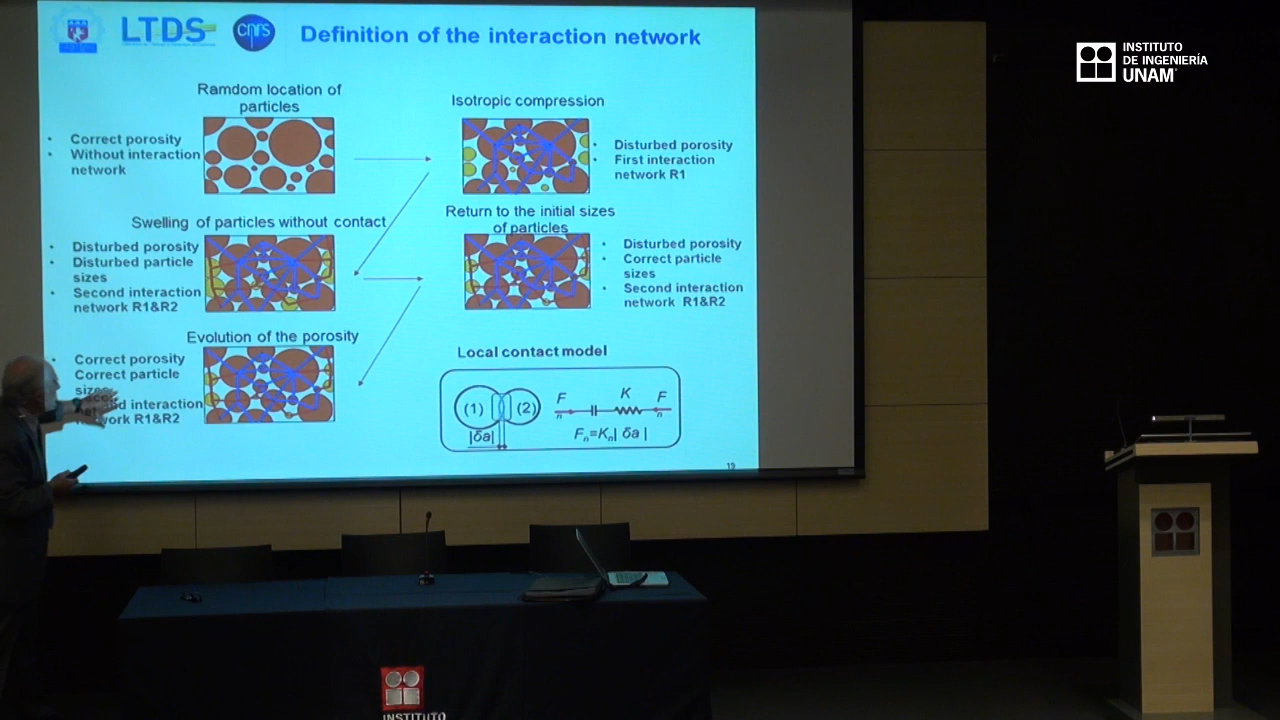 LTDS
cnrs
Definition of the interaction network
INSTITUTO
DE INGENIERÍA
UNAM
Ramdom location of
particles
• Correct porosity
• Without interaction
network
Isotropic compression
• Disturbed porosity
• First interaction
network R1
Swelling of particles without contact
• Disturbed porosity
• Disturbed particle
sizes
• Second interaction
network R1&R2
Return to the initial sizes
of particles
• Disturbed porosity
• Correct particle
sizes
• Second interaction
network R1&R2
Evolution of the porosity
• Correct porosity
Correct particle
sizes
interaction
network R1&R2
Local contact model
(1) (2)
|δa|
F K F
n n
Fn=Kn| δa |
19
INSTITUTO